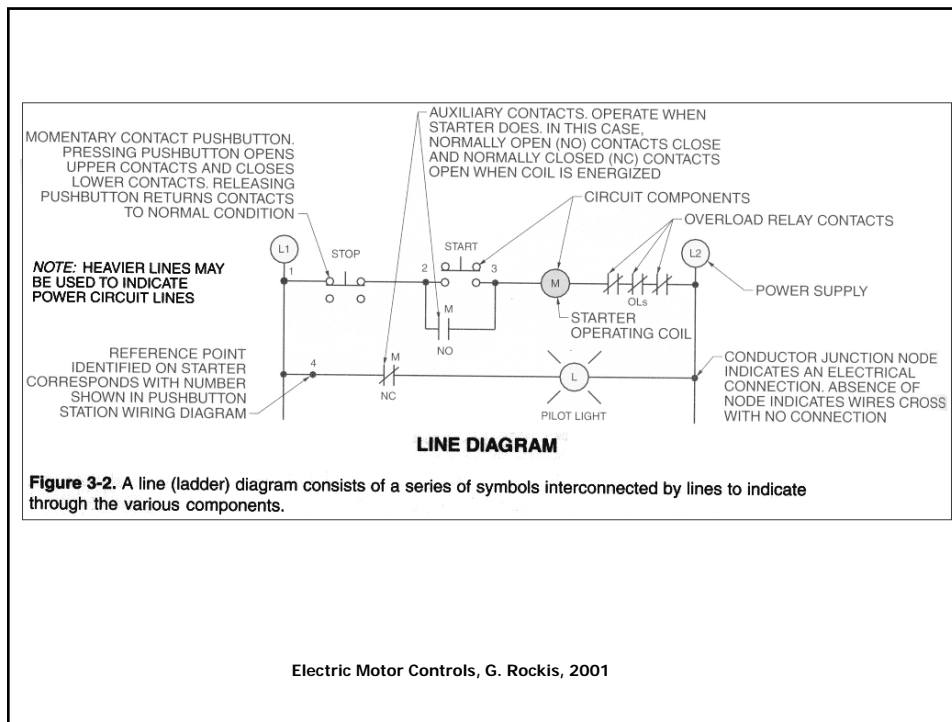 AUXILIARY CONTACTS. OPERATE WHEN
STARTER DOES. IN THIS CASE,
NORMALLY OPEN (NO) CONTACTS CLOSE
AND NORMALLY CLOSED (NC) CONTACTS
OPEN WHEN COIL IS ENERGIZED
MOMENTARY CONTACT PUSHBUTTON.
PRESSING PUSHBUTTON OPENS
UPPER CONTACTS AND CLOSES
LOWER CONTACTS. RELEASING
PUSHBUTTON RETURNS CONTACTS
TO NORMAL CONDITION
CIRCUIT COMPONENTS
OVERLOAD RELAY CONTACTS
L1
STOP
START
L2
1
2
3
NOTE: HEAVIER LINES MAY
BE USED TO INDICATE
POWER CIRCUIT LINES
M
OLs
POWER SUPPLY
M
NO
STARTER
OPERATING COIL
REFERENCE POINT
IDENTIFIED ON STARTER
CORRESPONDS WITH NUMBER
SHOWN IN PUSHBUTTON
STATION WIRING DIAGRAM
4
M
NC
L
PILOT LIGHT
CONDUCTOR JUNCTION NODE
INDICATES AN ELECTRICAL
CONNECTION. ABSENCE OF
NODE INDICATES WIRES CROSS
WITH NO CONNECTION
LINE DIAGRAM
Figure 3-2. A line (ladder) diagram consists of a series of symbols interconnected by lines to indicate
through the various components.
Electric Motor Controls, G. Rockis, 2001